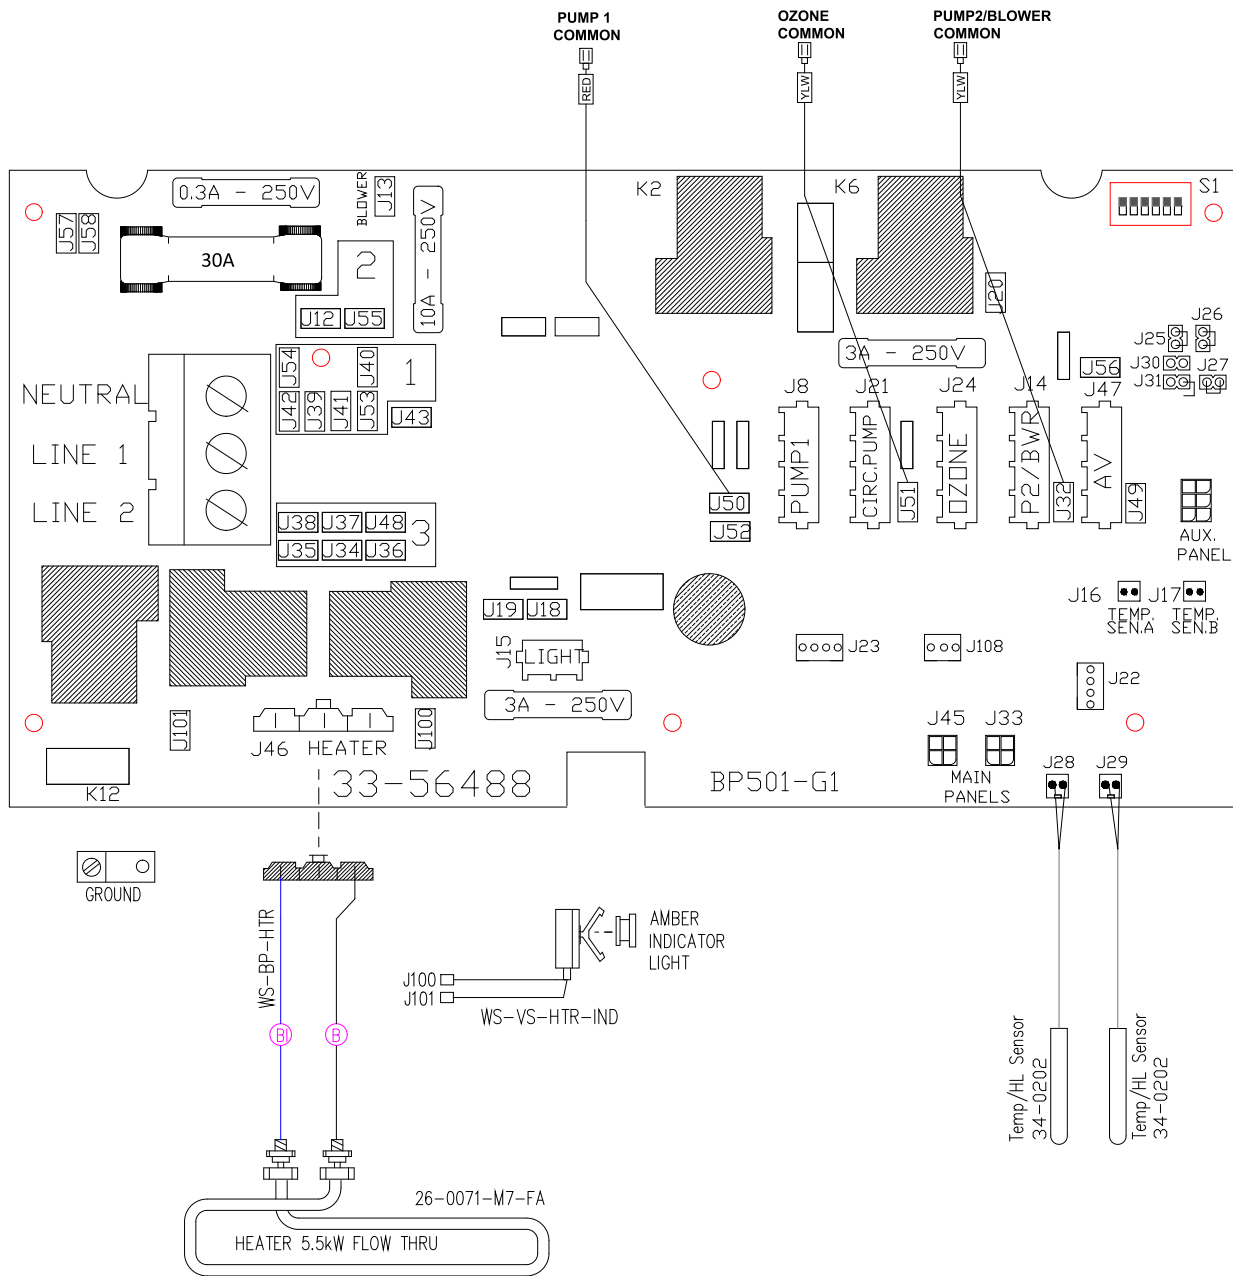 PUMP 1
COMMON
OZONE
COMMON
PUMP2/BLOWER
COMMON
RED
YLW
YLW
0.3A - 250V
BLOWER
J13
K2
K6
S1
J57
J58
30A
2
10A - 250V
J12
J55
J20
J26
J25
J30
J31
J27
J56
3A - 250V
J54
J40
1
J42
J39
J41
J53
J43
NEUTRAL
LINE 1
LINE 2
J8
J21
J24
J14
J47
PUMP1
CIRC.PUMP
OZONE
P2/BWR
AV
J50
J52
J51
J32
J49
AUX.
PANEL
J38
J37
J48
J35
J34
J36
3
J19
J18
J15
LIGHT
3A - 250V
J16
TEMP.
SEN.A
J17
TEMP.
SEN.B
J23
J108
J22
J101
J46 HEATER
J100
K12
33-56488
BP501-G1
J45
J33
MAIN
PANELS
J28
J29
GROUND
WS-BP-HTR
BI
B
AMBER
INDICATOR
LIGHT
J100
J101
WS-VS-HTR-IND
Temp/HL Sensor
34-0202
Temp/HL Sensor
34-0202
26-0071-M7-FA
HEATER 5.5kW FLOW THRU